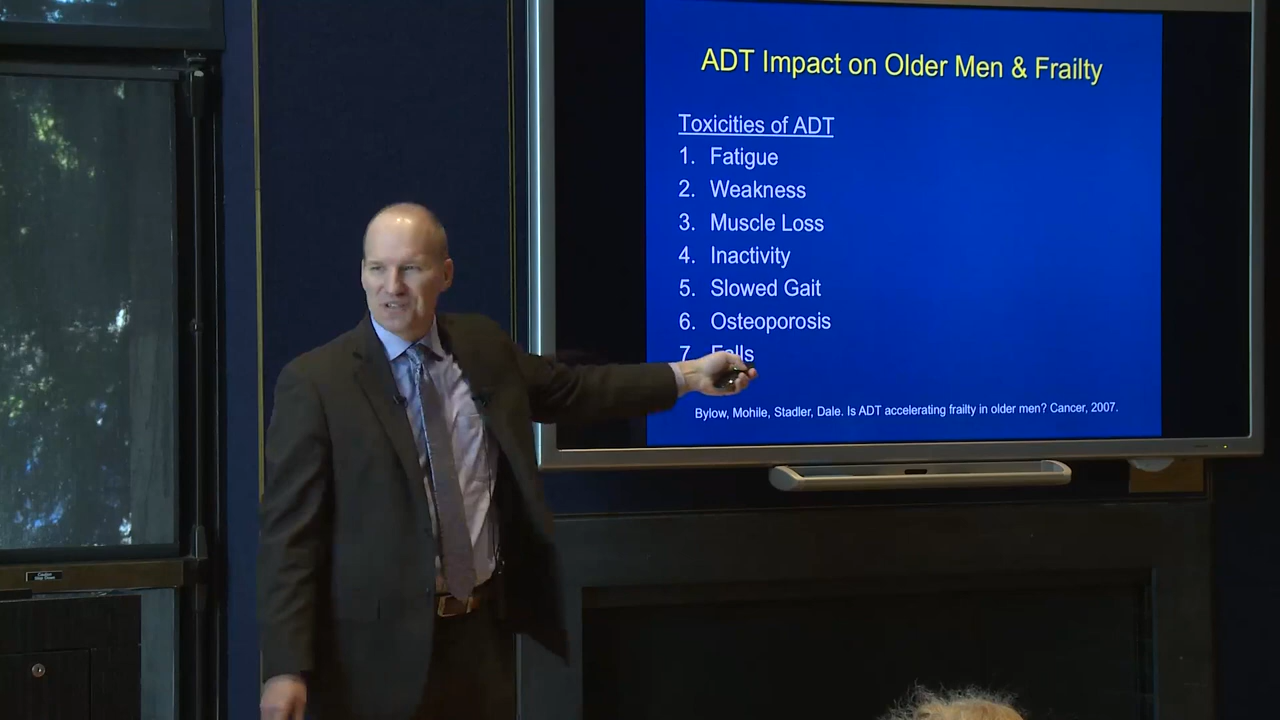 ADT Impact on Older Men & Frailty
Toxicities of ADT
1. Fatigue
2. Weakness
3. Muscle Loss
4. Inactivity
5. Slowed Gait
6. Osteoporosis
7. Falls
Bylow, Mohile, Stadler, Dale. Is ADT accelerating frailty in older men? Cancer, 2007.